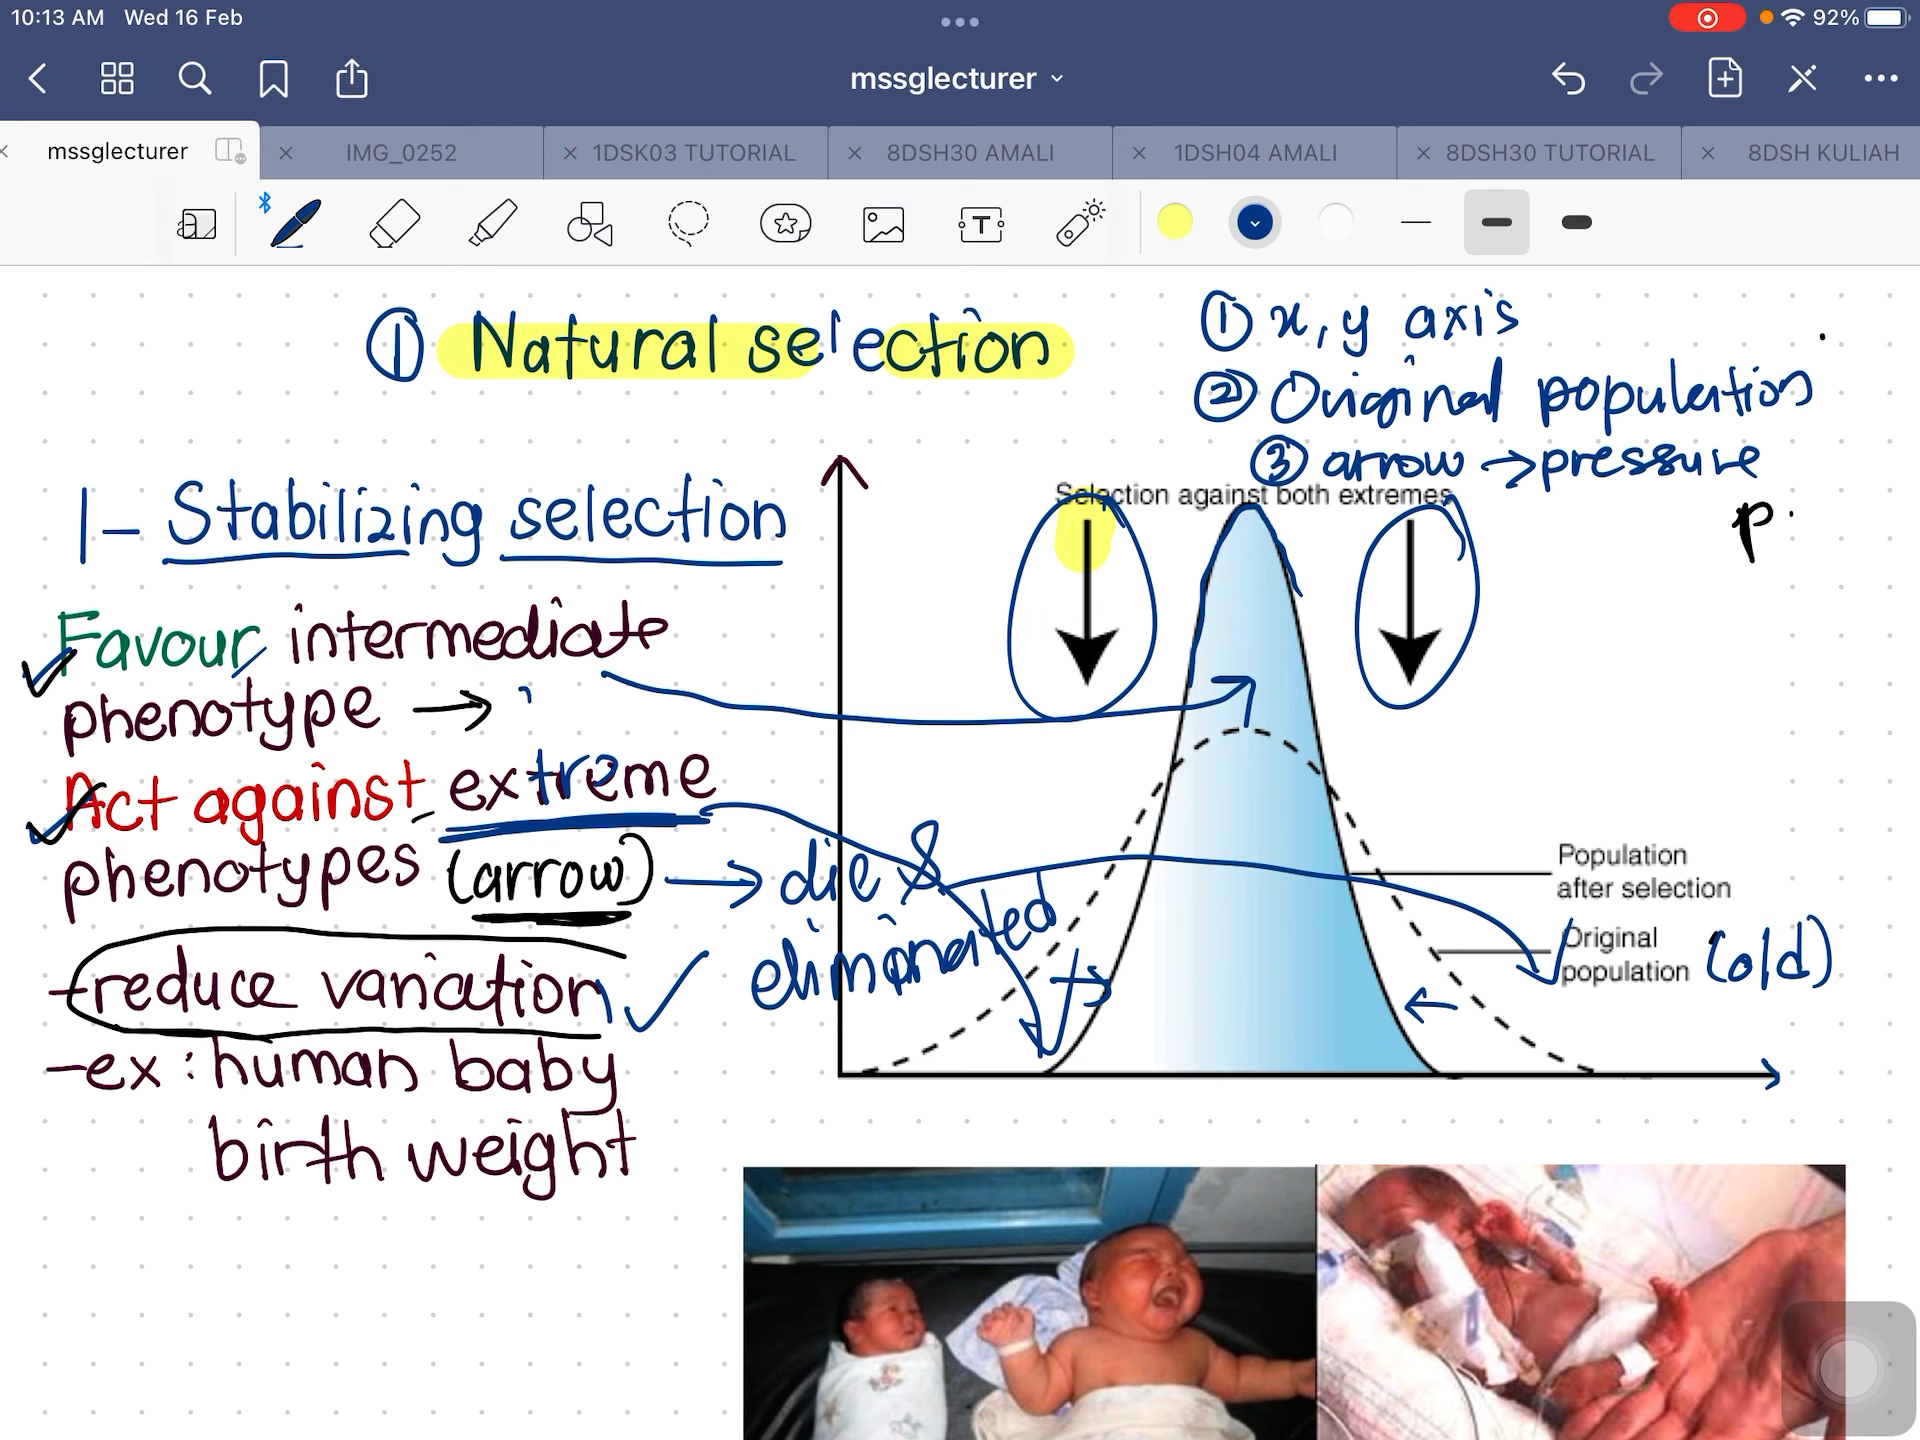 10:13 AM Wed 16 Feb
92%
mssglecturer
mssglecturer
IMG_0252
1DSK03 TUTORIAL
8DSH30 AMALI
1DSH04 AMALI
8DSH30 TUTORIAL
8DSH KULIAH
① Natural selection
① x, y axis
② Original population
③ arrow → pressure
P
1- Stabilizing selection
Favour intermediate
phenotype →
Act against extreme
phenotypes (arrow) → die &
eliminated
- reduce variation
- ex : human baby
birth weight
Selection against both extremes
Population
after selection
Original
population (old)